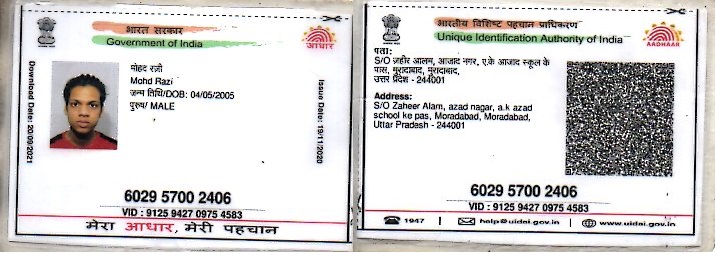 भारत सरकार
Government of India
आधार
Download Date: 20/09/2021
मोहद रज़ी
Mohd Razi
जन्म तिथि/DOB: 04/05/2005
पुरुष/ MALE
Issue Date: 19/11/2020
6029 5700 2406
VID : 9125 9427 0975 4583
मेरा आधार, मेरी पहचान
भारतीय विशिष्ट पहचान प्राधिकरण
Unique Identification Authority of India
AADHAAR
पता:
S/O ज़हीर आलम, आजाद नगर, ए.के आजाद स्कूल के
पास, मुरादाबाद, मुरादाबाद,
उत्तर प्रदेश - 244001
Address:
S/O Zaheer Alam, azad nagar, a.k azad
school ke pas, Moradabad, Moradabad,
Uttar Pradesh - 244001
6029 5700 2406
VID : 9125 9427 0975 4583
1947 | help@uidai.gov.in | www.uidai.gov.in